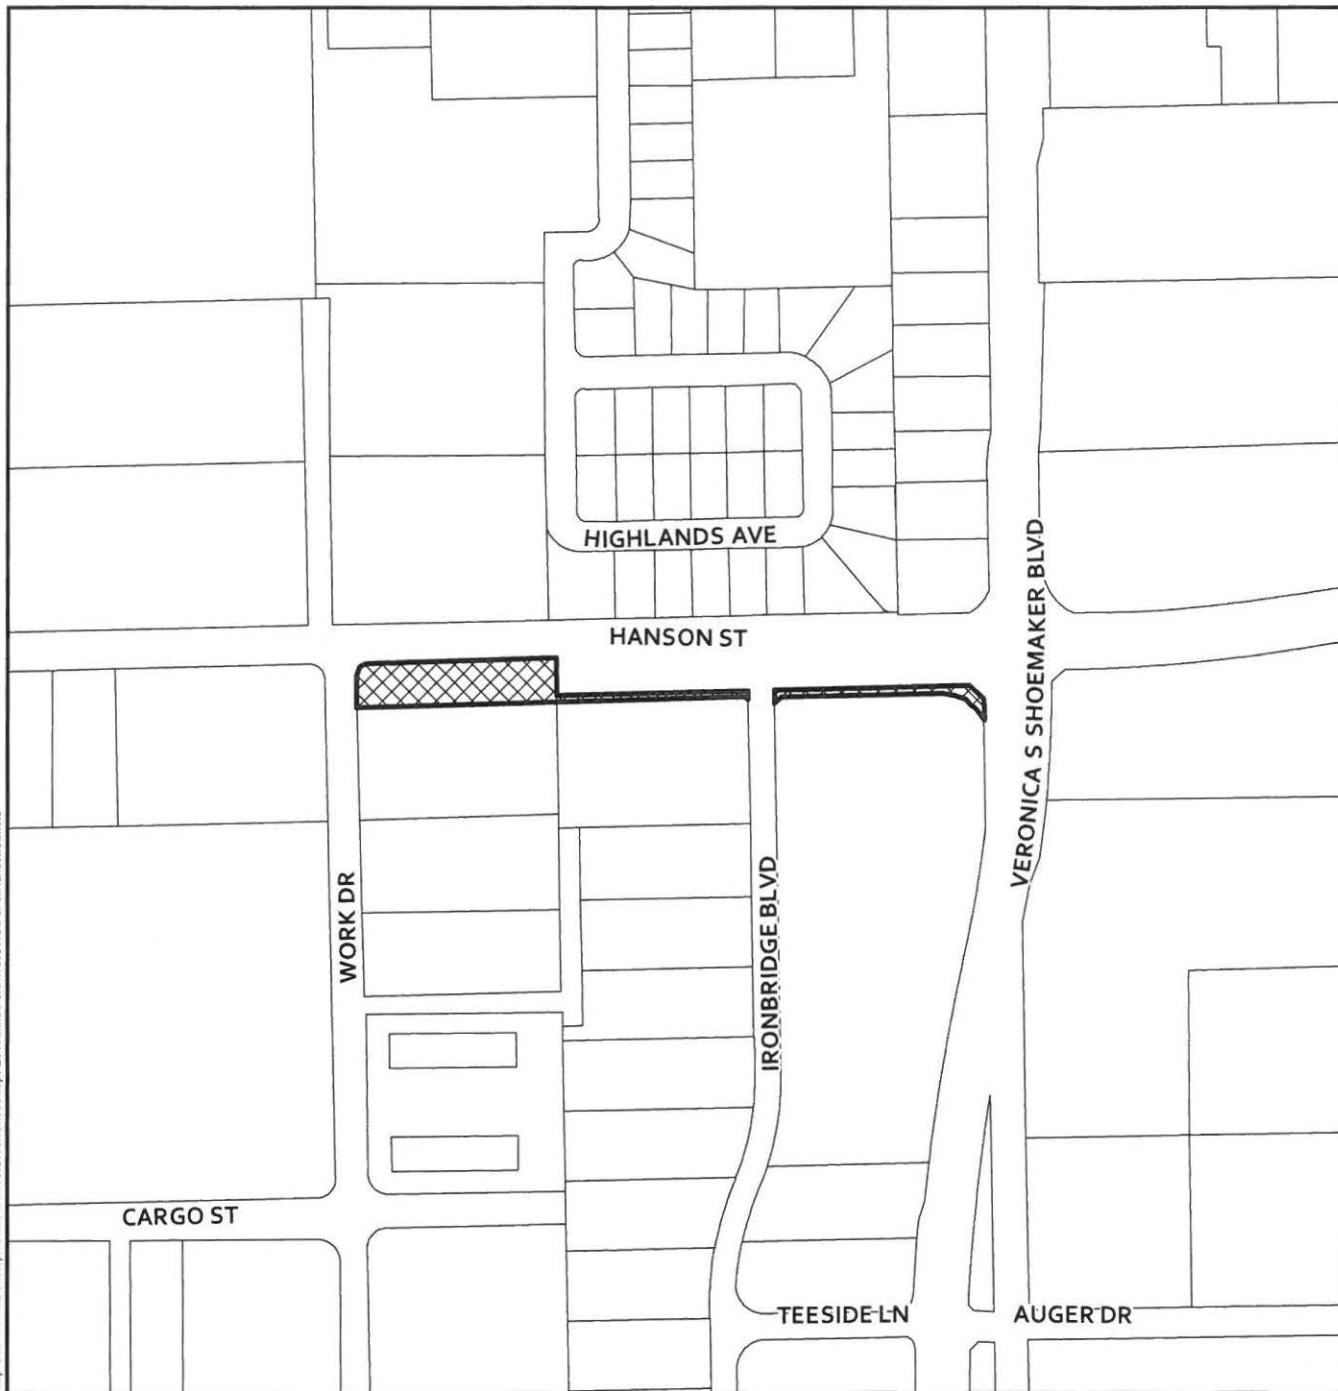 HIGHLANDS AVE
HANSON ST
VERONICA S SHOEMAKER BLVD
WORK DR
IRONBRIDGE BLVD
CARGO ST
TEESIDE LN
AUGER DR